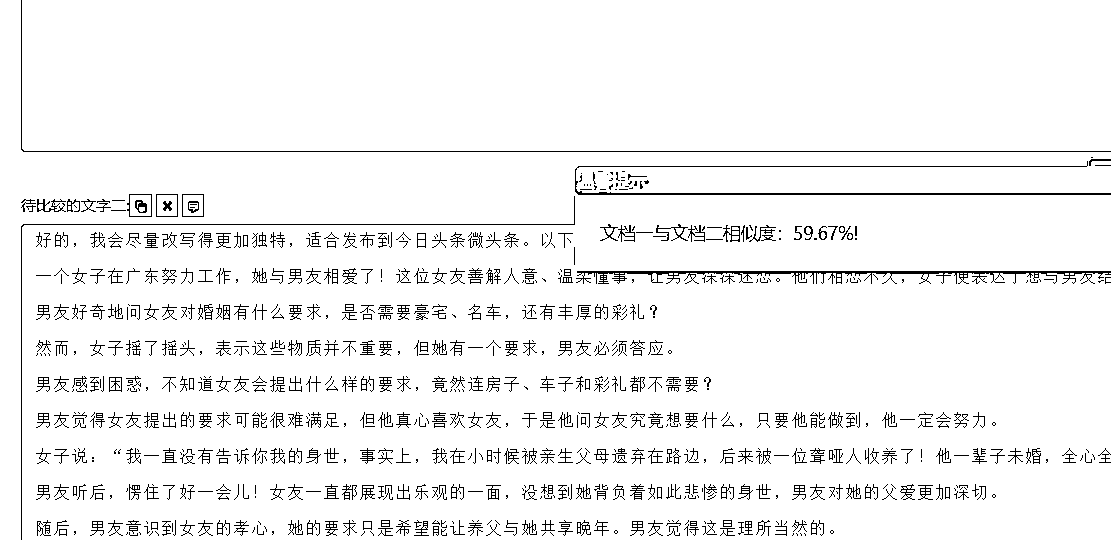 提示
待比较的文字二:
文档一与文档二相似度：59.67%!
好的，我会尽量改写得更加独特，适合发布到今日头条微头条。以下
一个女子在广东努力工作，她与男友相爱了！这位女友善解人意、温柔懂事，让男友深深迷恋。他们相恋不久，女子便表达了想与男友结
男友好奇地问女友对婚姻有什么要求，是否需要豪宅、名车，还有丰厚的彩礼？
然而，女子摇了摇头，表示这些物质并不重要，但她有一个要求，男友必须答应。
男友感到困惑，不知道女友会提出什么样的要求，竟然连房子、车子和彩礼都不需要？
男友觉得女友提出的要求可能很难满足，但他真心喜欢女友，于是他问女友究竟想要什么，只要他能做到，他一定会努力。
女子说：“我一直没有告诉你我的身世，事实上，我在小时候被亲生父母遗弃在路边，后来被一位聋哑人收养了！他一辈子未婚，全心全
男友听后，愣住了好一会儿！女友一直都展现出乐观的一面，没想到她背负着如此悲惨的身世，男友对她的父爱更加深切。
随后，男友意识到女友的孝心，她的要求只是希望能让养父与她共享晚年。男友觉得这是理所当然的。